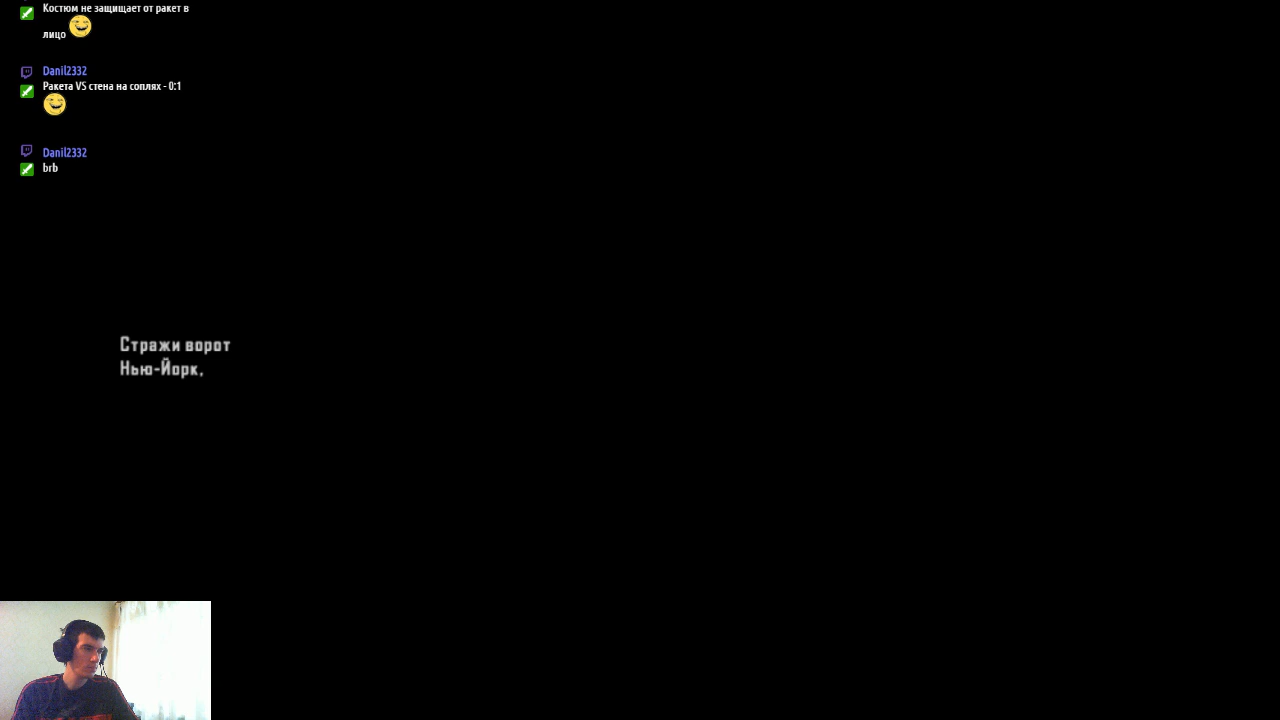 Костюм не защищает от ракет в
лицо
Danil2332
Ракета VS стена на соплях - 0:1
Danil2332
brb
Стражи ворот
Нью-Йорк,